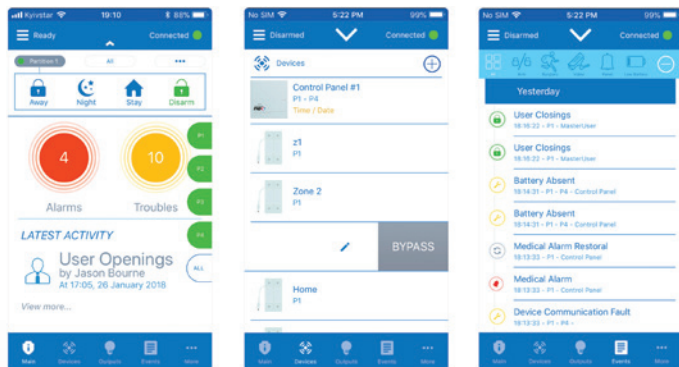 Kyivstar 19:10 88%
Ready Connected
Partition 1 All •••
Away Night Stay Disarm
4 10
P1
P2
P3
P4
Alarms Troubles
LATEST ACTIVITY
User Openings
by Jason Bourne
At 17:05, 26 January 2018
ALL
View more...
Main Devices Outputs Events More
No SIM 5:22 PM 99%
Disarmed Connected
Devices
Control Panel #1
P1 - P4
Time / Date
z1
P1
Zone 2
P1
BYPASS
Home
P1
Main Devices Outputs Events More
No SIM 5:22 PM 99%
Disarmed Connected
Yesterday
User Closings
18:16:22 - P1 - MasterUser
User Closings
18:16:22 - P1 - MasterUser
Battery Absent
18:14:31 - P1 - P4 - Control Panel
Battery Absent
18:14:31 - P1 - P4 - Control Panel
Medical Alarm Restoral
18:13:33 - P1 - Control Panel
Medical Alarm
18:13:33 - P1 - Control Panel
Device Communication Fault
18:13:33 - P1 - P4 -
Main Devices Outputs Events More